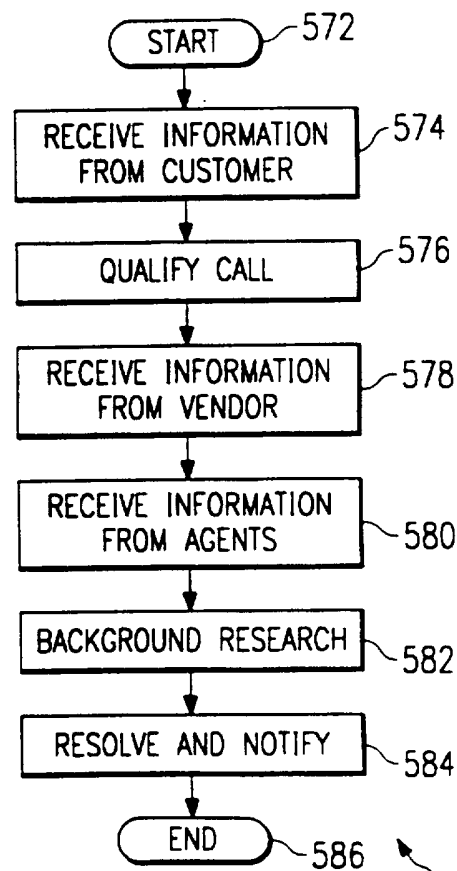 START
572
RECEIVE INFORMATION
FROM CUSTOMER
574
QUALIFY CALL
576
RECEIVE INFORMATION
FROM VENDOR
578
RECEIVE INFORMATION
FROM AGENTS
580
BACKGROUND RESEARCH
582
RESOLVE AND NOTIFY
584
END
586